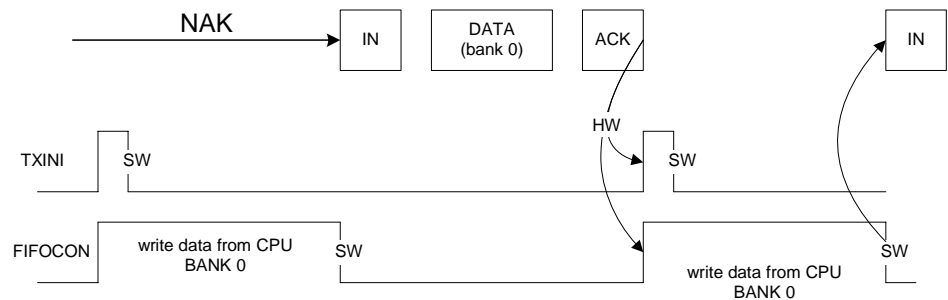 NAK
IN
DATA
(bank 0)
ACK
IN
HW
TXINI
SW
SW
FIFOCON
write data from CPU
BANK 0
SW
write data from CPU
BANK 0
SW